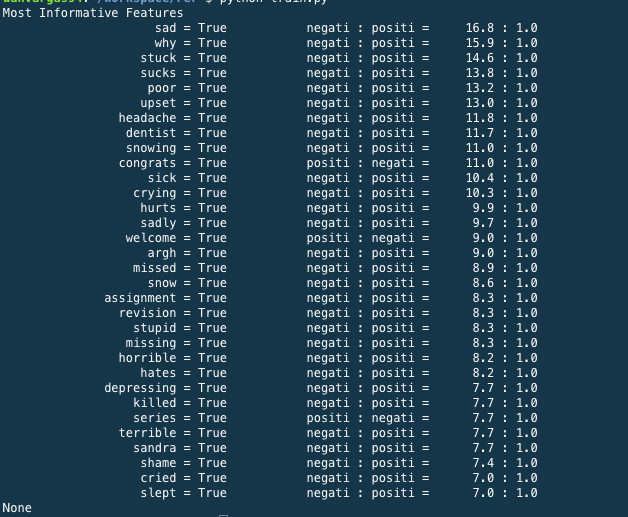 $ python train.py
Most Informative Features
sad = True negati : positi = 16.8 : 1.0
why = True negati : positi = 15.9 : 1.0
stuck = True negati : positi = 14.6 : 1.0
sucks = True negati : positi = 13.8 : 1.0
poor = True negati : positi = 13.2 : 1.0
upset = True negati : positi = 13.0 : 1.0
headache = True negati : positi = 11.8 : 1.0
dentist = True negati : positi = 11.7 : 1.0
snowing = True negati : positi = 11.0 : 1.0
congrats = True positi : negati = 11.0 : 1.0
sick = True negati : positi = 10.4 : 1.0
crying = True negati : positi = 10.3 : 1.0
hurts = True negati : positi = 9.9 : 1.0
sadly = True negati : positi = 9.7 : 1.0
welcome = True positi : negati = 9.0 : 1.0
argh = True negati : positi = 9.0 : 1.0
missed = True negati : positi = 8.9 : 1.0
snow = True negati : positi = 8.6 : 1.0
assignment = True negati : positi = 8.3 : 1.0
revision = True negati : positi = 8.3 : 1.0
stupid = True negati : positi = 8.3 : 1.0
missing = True negati : positi = 8.3 : 1.0
horrible = True negati : positi = 8.2 : 1.0
hates = True negati : positi = 8.2 : 1.0
depressing = True negati : positi = 7.7 : 1.0
killed = True negati : positi = 7.7 : 1.0
series = True positi : negati = 7.7 : 1.0
terrible = True negati : positi = 7.7 : 1.0
sandra = True negati : positi = 7.7 : 1.0
shame = True negati : positi = 7.4 : 1.0
cried = True negati : positi = 7.0 : 1.0
slept = True negati : positi = 7.0 : 1.0
None